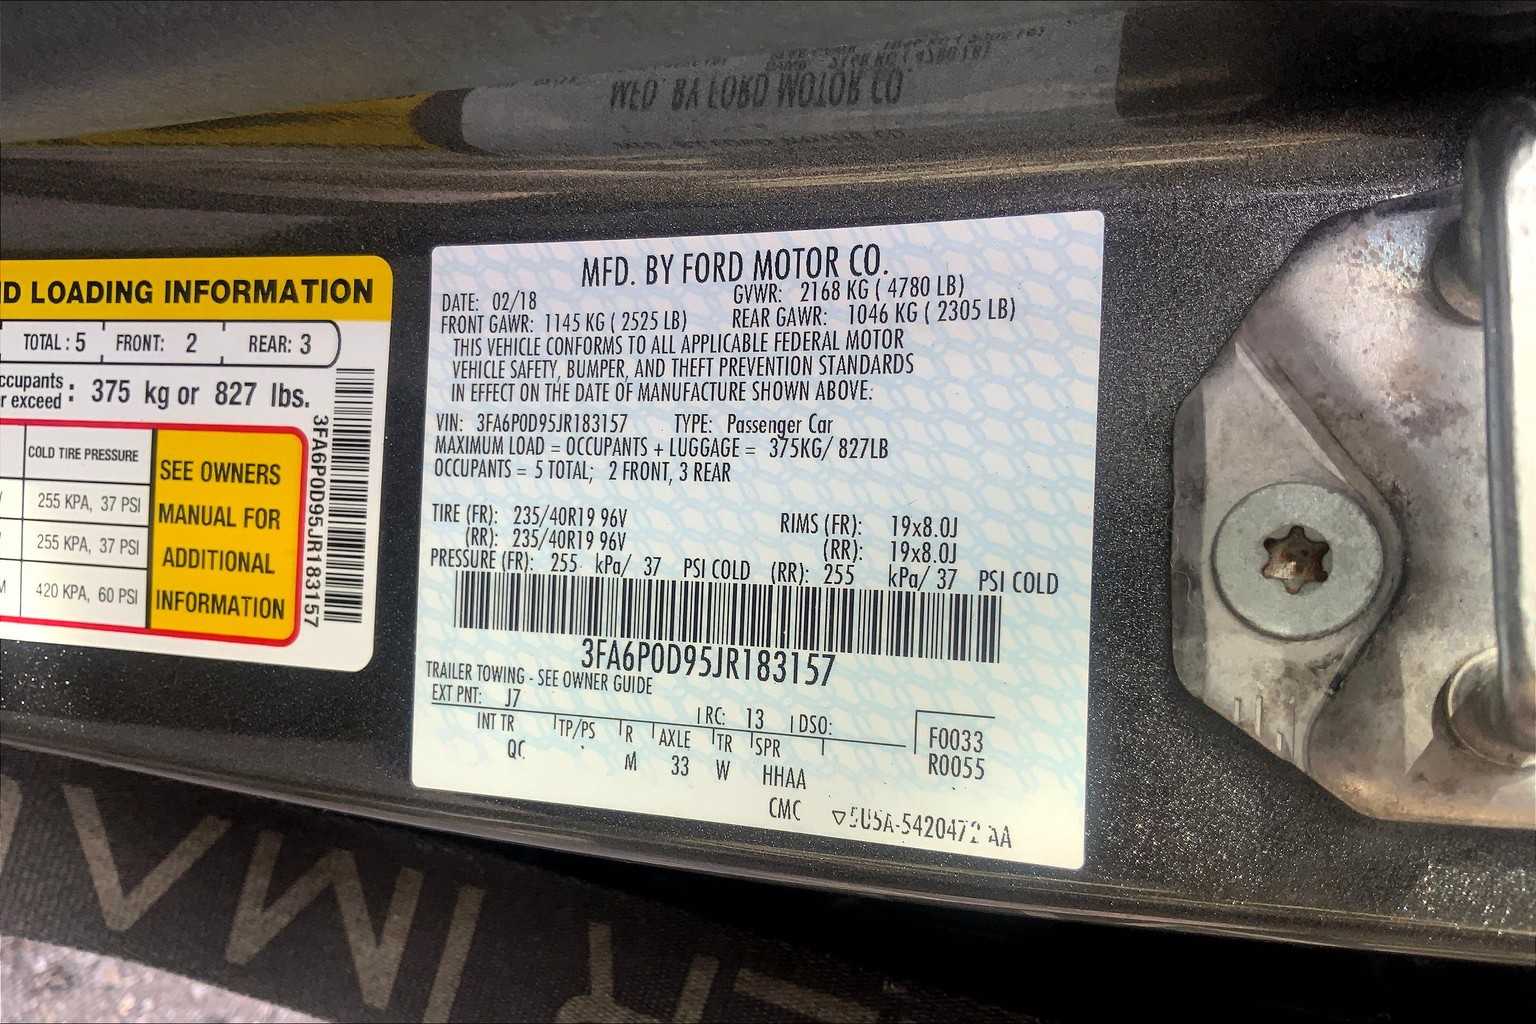 ND LOADING INFORMATION
TOTAL : 5 FRONT: 2 REAR: 3
ccupants
r exceed : 375 kg or 827 lbs.
COLD TIRE PRESSURE
255 KPA, 37 PSI
255 KPA, 37 PSI
M 420 KPA, 60 PSI
SEE OWNERS
MANUAL FOR
ADDITIONAL
INFORMATION
3FA6P0D95JR183157
MFD. BY FORD MOTOR CO.
DATE: 02/18 GVWR: 2168 KG ( 4780 LB)
FRONT GAWR: 1145 KG ( 2525 LB) REAR GAWR: 1046 KG ( 2305 LB)
THIS VEHICLE CONFORMS TO ALL APPLICABLE FEDERAL MOTOR
VEHICLE SAFETY, BUMPER, AND THEFT PREVENTION STANDARDS
IN EFFECT ON THE DATE OF MANUFACTURE SHOWN ABOVE:
VIN: 3FA6P0D95JR183157 TYPE: Passenger Car
MAXIMUM LOAD = OCCUPANTS + LUGGAGE = 375KG/ 827LB
OCCUPANTS = 5 TOTAL; 2 FRONT, 3 REAR
TIRE (FR): 235/40R19 96V RIMS (FR): 19x8.0J
(RR): 235/40R19 96V (RR): 19x8.0J
PRESSURE (FR): 255 kPa/ 37 PSI COLD (RR): 255 kPa/ 37 PSI COLD
3FA6P0D95JR183157
TRAILER TOWING - SEE OWNER GUIDE
EXT PNT: J7 RC: 13 DSO:
INT TR TP/PS R AXLE TR SPR F0033
QC M 33 W HHAA R0055
CMC ▽5U5A-5420472 AA